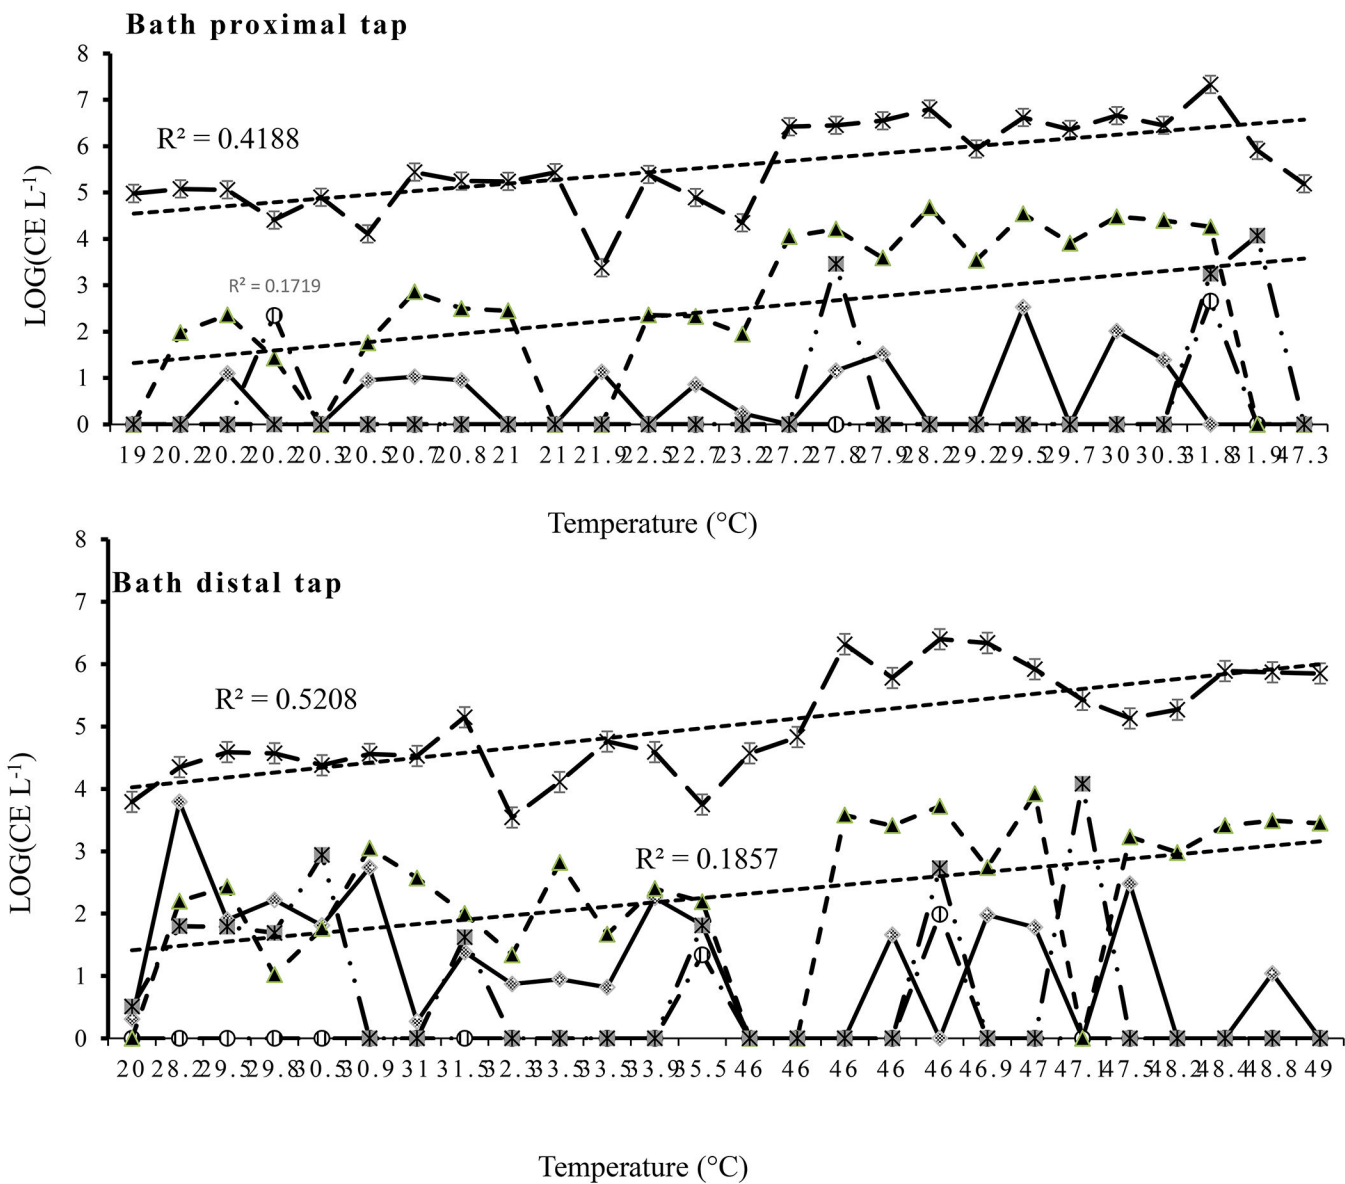 Bath proximal tap
8
7
6
5
4
3
2
1
0
LOG(CE L-1)
R² = 0.4188
R² = 0.1719
19 20.2 20.2 20.2 20.3 20.5 20.7 20.8 21 21 21.9 22.5 22.7 23.2 27.2 27.8 27.9 28.2 29.2 29.5 29.7 30 30.3 31.8 31.9 47.3
Temperature (°C)
Bath distal tap
8
7
6
5
4
3
2
1
0
LOG(CE L-1)
R² = 0.5208
R² = 0.1857
20 28.2 29.5 29.8 30.5 30.9 31 31.5 32.3 33.5 33.5 33.9 35.5 46 46 46 46 46 46.9 47 47.1 47.5 48.2 48.4 48.8 49
Temperature (°C)